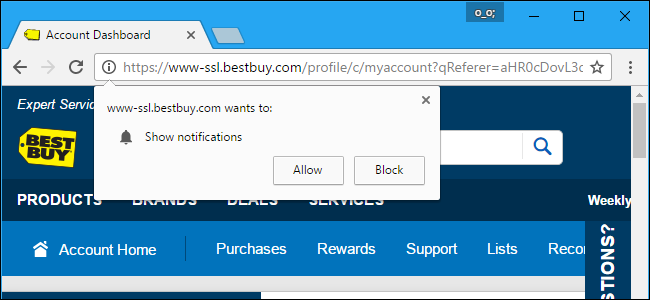 o_o;
Account Dashboard
https://www-ssl.bestbuy.com/profile/c/myaccount?qReferer=aHR0cDovL3c
Expert Servic
www-ssl.bestbuy.com wants to:
Show notifications
Allow Block
BEST BUY
PRODUCTS BRANDS DEALS SERVICES Weekly
Account Home Purchases Rewards Support Lists Recor
STIONS?